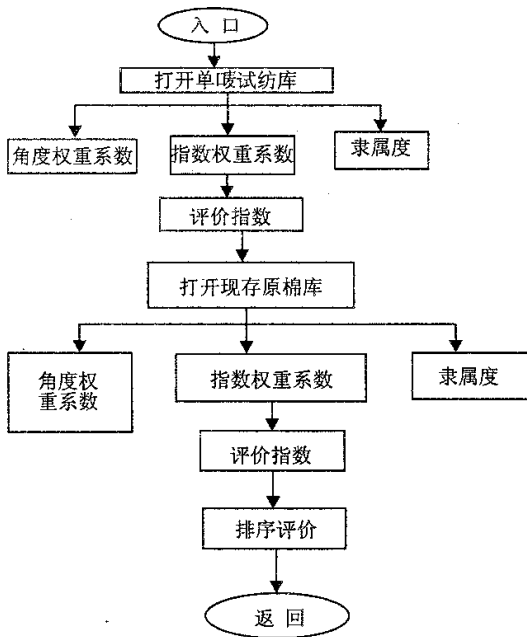 入 口
打开单唛试纺库
角度权重系数
指数权重系数
隶属度
评价指数
打开现存原棉库
角度权
重系数
指数权重系数
隶属度
评价指数
排序评价
返 回